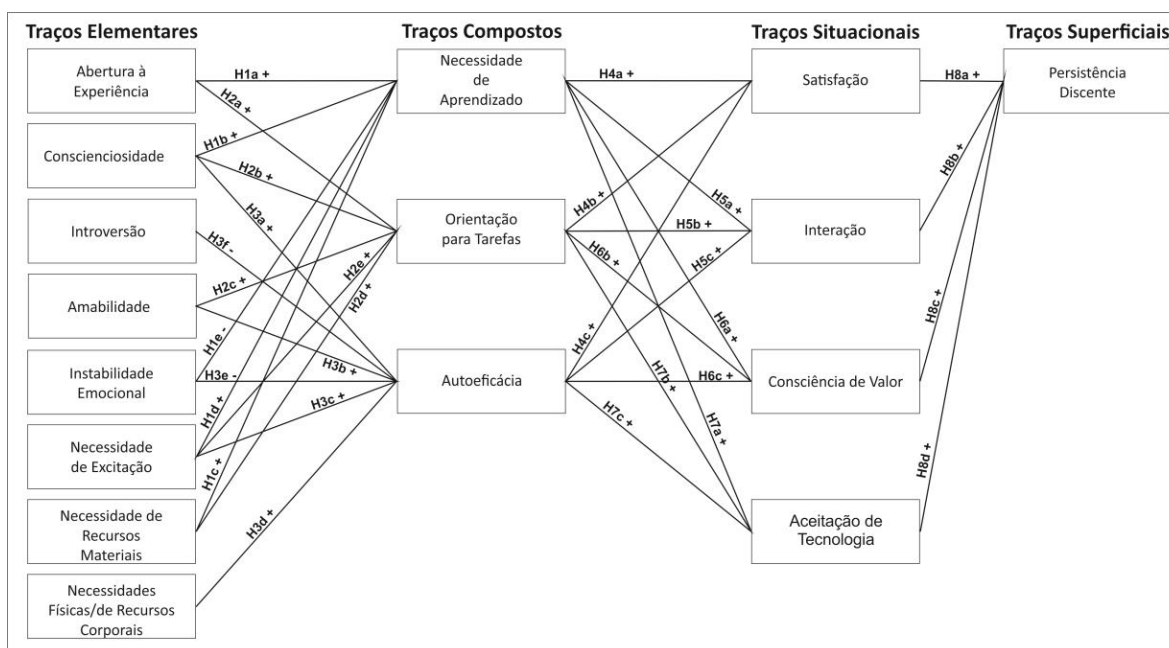 Traços Elementares
Traços Compostos
Traços Situacionais
Traços Superficiais
Abertura à
Experiência
Conscienciosidade
Introversão
Amabilidade
Instabilidade
Emocional
Necessidade
de Excitação
Necessidade de
Recursos
Materiais
Necessidades
Físicas/de Recursos
Corporais
H1a +
H2a +
H1b +
H2b +
H3a +
H3f -
H2c +
H2e +
H2d +
H1e -
H3b +
H3e -
H3c +
H1d +
H1c +
H3d +
Necessidade
de
Aprendizado
Orientação
para Tarefas
Autoeficácia
H4a +
H4b +
H5a +
H5b +
H6b +
H5c +
H6a +
H4c +
H7b +
H6c +
H7c +
H7a +
Satisfação
Interação
Consciência de Valor
Aceitação de
Tecnologia
H8a +
H8b +
H8c +
H8d +
Persistência
Discente